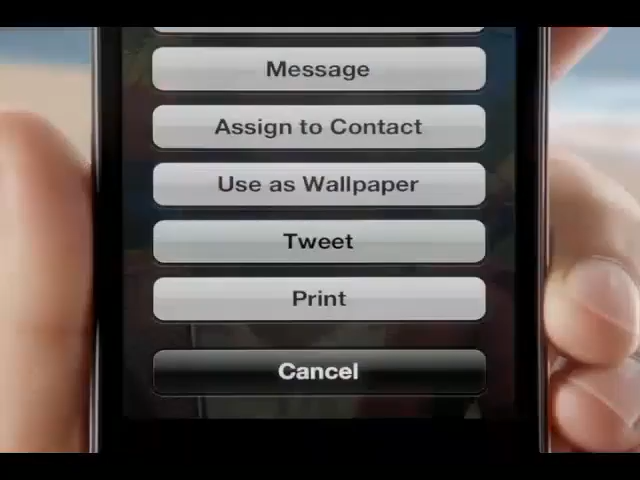 Message
Assign to Contact
Use as Wallpaper
Tweet
Print
Cancel